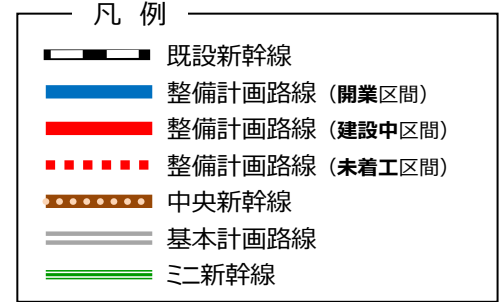 凡 例
既設新幹線
整備計画路線（開業区間）
整備計画路線（建設中区間）
整備計画路線（未着工区間）
中央新幹線
基本計画路線
ミニ新幹線